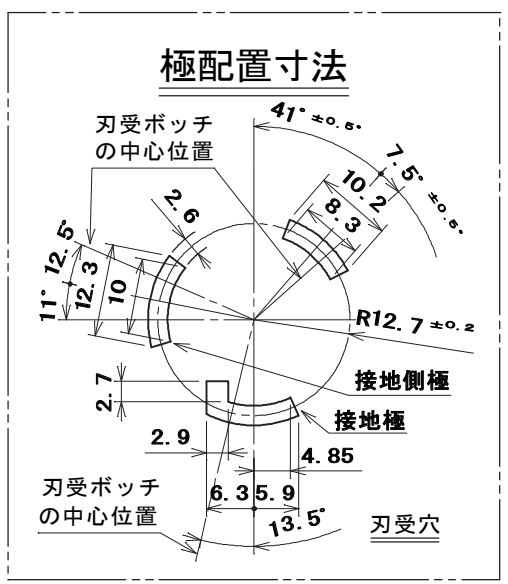 極配置寸法
刃受ボッチ
の中心位置
41° ±0.5°
7.5° ±0.5°
10.2
8.3
2.6
12.5°
11°
12.3
10
R12.7 ±0.2
接地側極
接地極
2.7
2.9
4.85
6.3
5.9
13.5°
刃受ボッチ
の中心位置
刃受穴